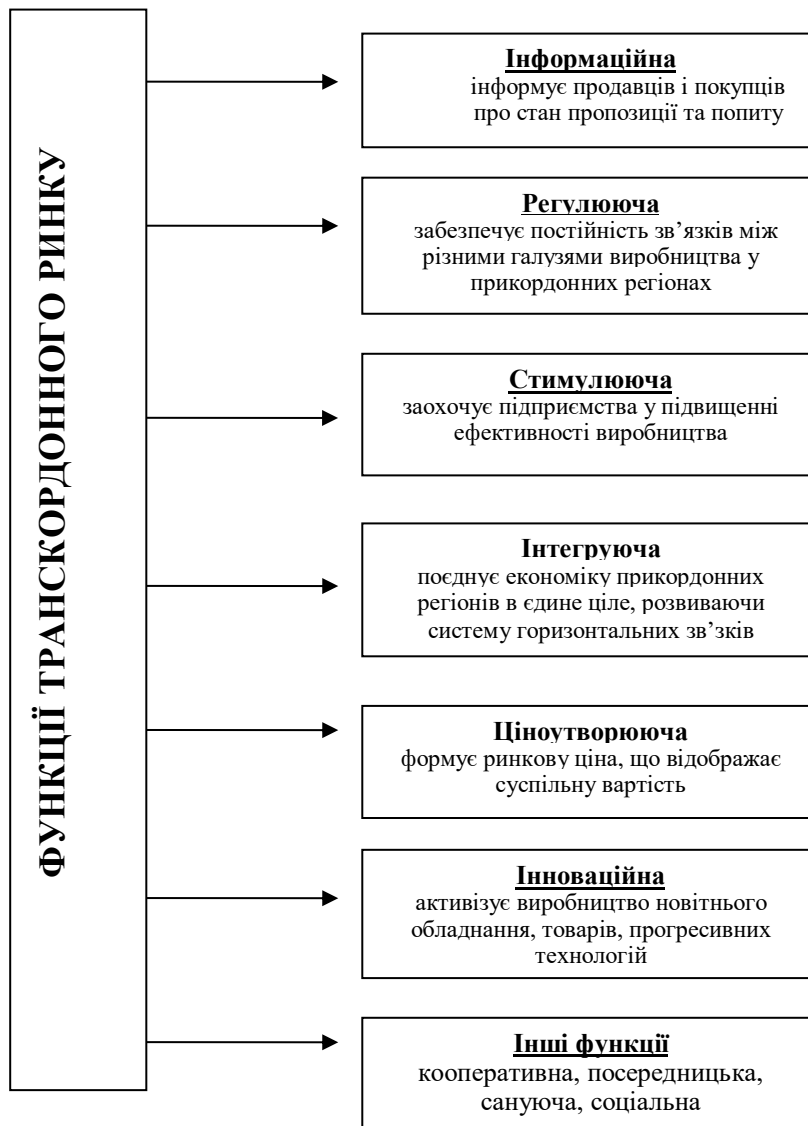 ФУНКЦІЇ ТРАНСКОРДОННОГО РИНКУ
Інформаційна
інформує продавців і покупців
про стан пропозиції та попиту
Регулююча
забезпечує постійність зв’язків між
різними галузями виробництва у
прикордонних регіонах
Стимулююча
заохочує підприємства у підвищенні
ефективності виробництва
Інтегруюча
поєднує економіку прикордонних
регіонів в єдине ціле, розвиваючи
систему горизонтальних зв’зків
Ціноутворююча
формує ринкову ціна, що відображає
суспільну вартість
Інноваційна
активізує виробництво новітнього
обладнання, товарів, прогресивних
технологій
Інші функції
кооперативна, посередницька,
сануюча, соціальна